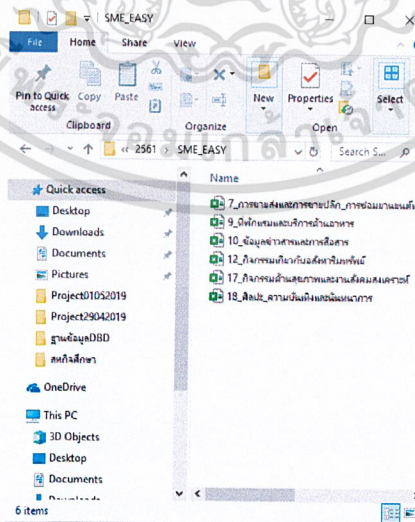 SME_EASY
File Home Share View
Pin to Quick access
Copy
Paste
New
Properties
Select
Clipboard Organize Open
2561 SME_EASY
Search S...
Name
Quick access
Desktop
Downloads
Documents
Pictures
Project01052019
Project29042019
ฐานข้อมูลDBD
สหกิจศึกษา
OneDrive
This PC
3D Objects
Desktop
Documents
7_การขายส่งและการขายปลีก_การซ่อมยานยนต์
9_ที่พักแรมและบริการด้านอาหาร
10_ข้อมูลข่าวสารและการสื่อสาร
12_กิจกรรมเกี่ยวกับอสังหาริมทรัพย์
17_กิจกรรมด้านสุขภาพและงานสังคมสงเคราะห์
18_ศิลปะ_ความบันเทิงและนันทนาการ
6 items